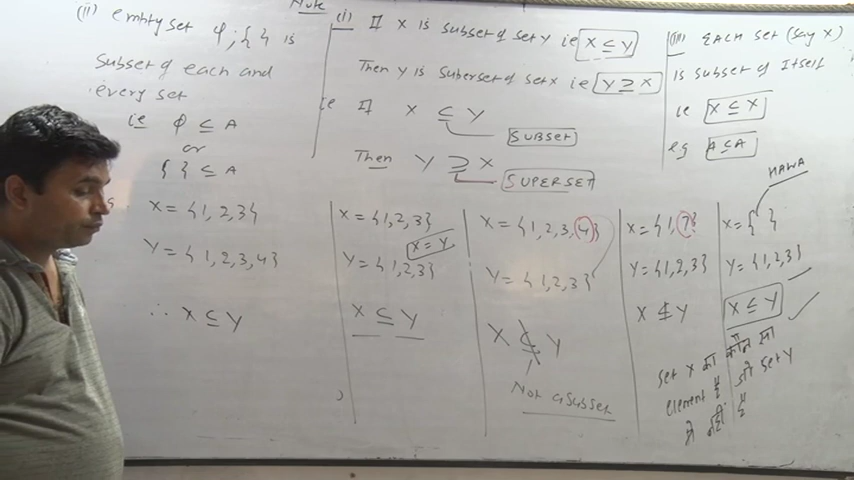 Note
(ii) empty set φ ; { } is
subset of each and
every set
ie φ ⊆ A
or
{ } ⊆ A
(i) If X is subset of set Y ie X ⊆ Y
Then Y is Superset of set X ie Y ⊇ X
ie If X ⊆ Y
SUBSET
Then Y ⊇ X
SUPERSET
(iii) EACH set (say X)
is subset of Itself
ie X ⊆ X
eg A ⊆ A
X = {1, 2, 3}
Y = {1, 2, 3, 4}
∴ X ⊆ Y
X = {1, 2, 3}
X = Y
Y = {1, 2, 3}
X ⊆ Y
X = {1, 2, 3, 4}
Y = {1, 2, 3}
X ⊈ Y
Not a subset
X = {1, 7}
Y = {1, 2, 3}
X ⊈ Y
HAWA
X = { }
Y = {1, 2, 3}
X ⊆ Y
set X का कौन सा
element है जो set Y
में नहीं है